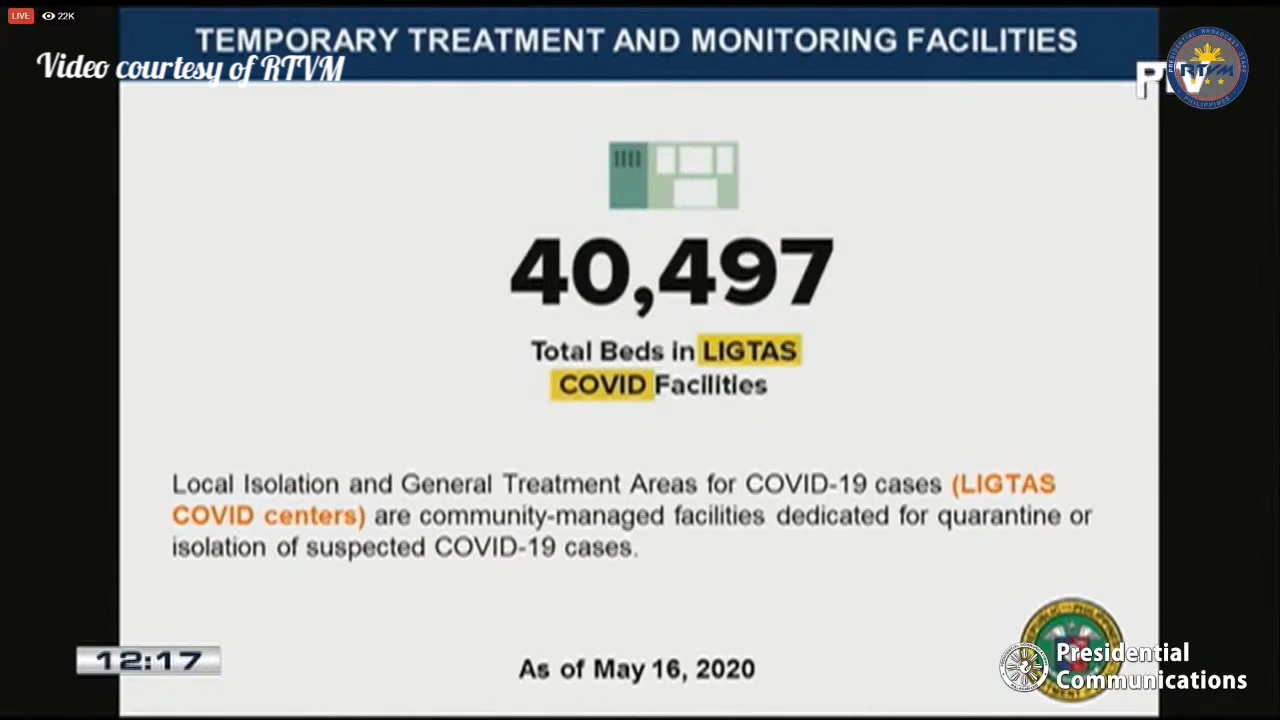 LIVE 22K
TEMPORARY TREATMENT AND MONITORING FACILITIES
Video courtesy of RTVM
RTVM
40,497
Total Beds in LIGTAS
COVID Facilities
Local Isolation and General Treatment Areas for COVID-19 cases (LIGTAS
COVID centers) are community-managed facilities dedicated for quarantine or
isolation of suspected COVID-19 cases.
12:17
As of May 16, 2020
Presidential
Communications